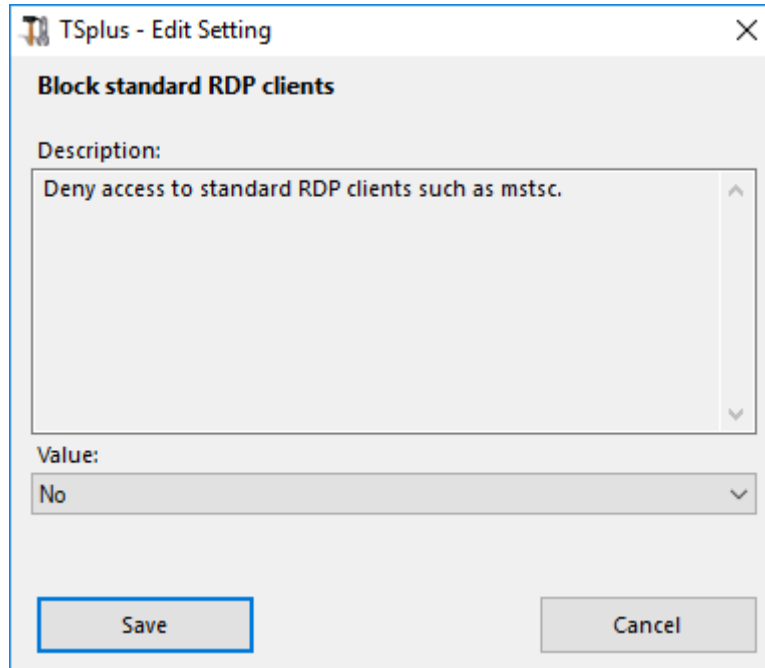 TSplus - Edit Setting
Block standard RDP clients
Description:
Deny access to standard RDP clients such as mstsc.
Value:
No
Save
Cancel